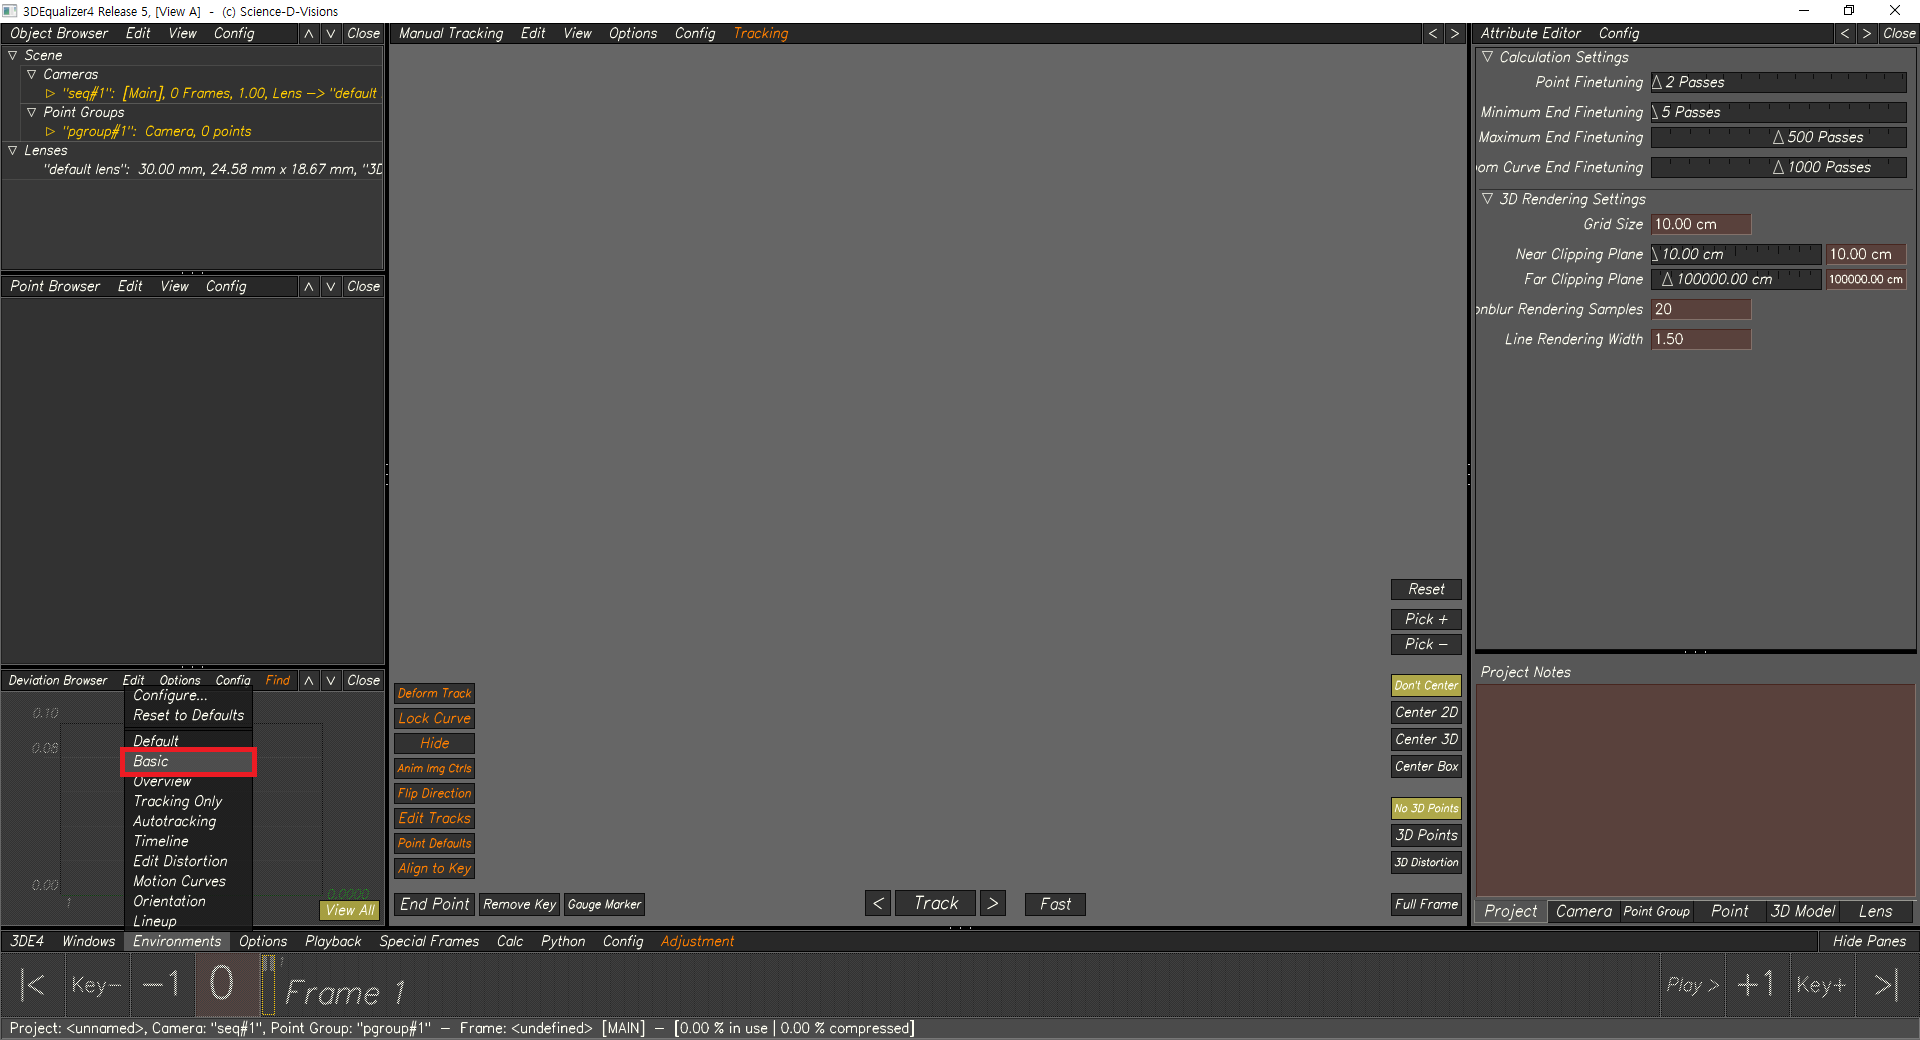 3DEqualizer4 Release 5, [View A]  -  (c) Science-D-Visions
Object Browser Edit View Config Close
Scene
Cameras
"seq#1": [Main], 0 Frames, 1.00, Lens -> "default
Point Groups
"pgroup#1": Camera, 0 points
Lenses
"default lens": 30.00 mm, 24.58 mm x 18.67 mm, "3D
Point Browser Edit View Config Close
Deviation Browser Edit Options Config Find Close
0.10
0.08
0.00
1
0.0000
View All
Configure...
Reset to Defaults
Default
Basic
Overview
Tracking Only
Autotracking
Timeline
Edit Distortion
Motion Curves
Orientation
Lineup
Manual Tracking Edit View Options Config Tracking < >
Reset
Pick +
Pick -
Don't Center
Center 2D
Center 3D
Center Box
No 3D Points
3D Points
3D Distortion
Full Frame
Deform Track
Lock Curve
Hide
Anim Img Ctrls
Flip Direction
Edit Tracks
Point Defaults
Align to Key
End Point Remove Key Gauge Marker < Track > Fast
Attribute Editor Config < > Close
Calculation Settings
Point Finetuning 2 Passes
Minimum End Finetuning 5 Passes
Maximum End Finetuning 500 Passes
om Curve End Finetuning 1000 Passes
3D Rendering Settings
Grid Size 10.00 cm
Near Clipping Plane 10.00 cm 10.00 cm
Far Clipping Plane 100000.00 cm 100000.00 cm
onblur Rendering Samples 20
Line Rendering Width 1.50
Project Notes
Project Camera Point Group Point 3D Model Lens
3DE4 Windows Environments Options Playback Special Frames Calc Python Config Adjustment Hide Panes
|< Key- -1 0 1 Frame 1 Play > +1 Key+ >|
Project: <unnamed>, Camera: "seq#1", Point Group: "pgroup#1" - Frame: <undefined> [MAIN] - [0.00 % in use | 0.00 % compressed]